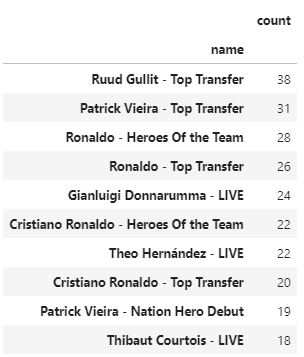 count
name
Ruud Gullit - Top Transfer 38
Patrick Vieira - Top Transfer 31
Ronaldo - Heroes Of the Team 28
Ronaldo - Top Transfer 26
Gianluigi Donnarumma - LIVE 24
Cristiano Ronaldo - Heroes Of the Team 22
Theo Hernández - LIVE 22
Cristiano Ronaldo - Top Transfer 20
Patrick Vieira - Nation Hero Debut 19
Thibaut Courtois - LIVE 18